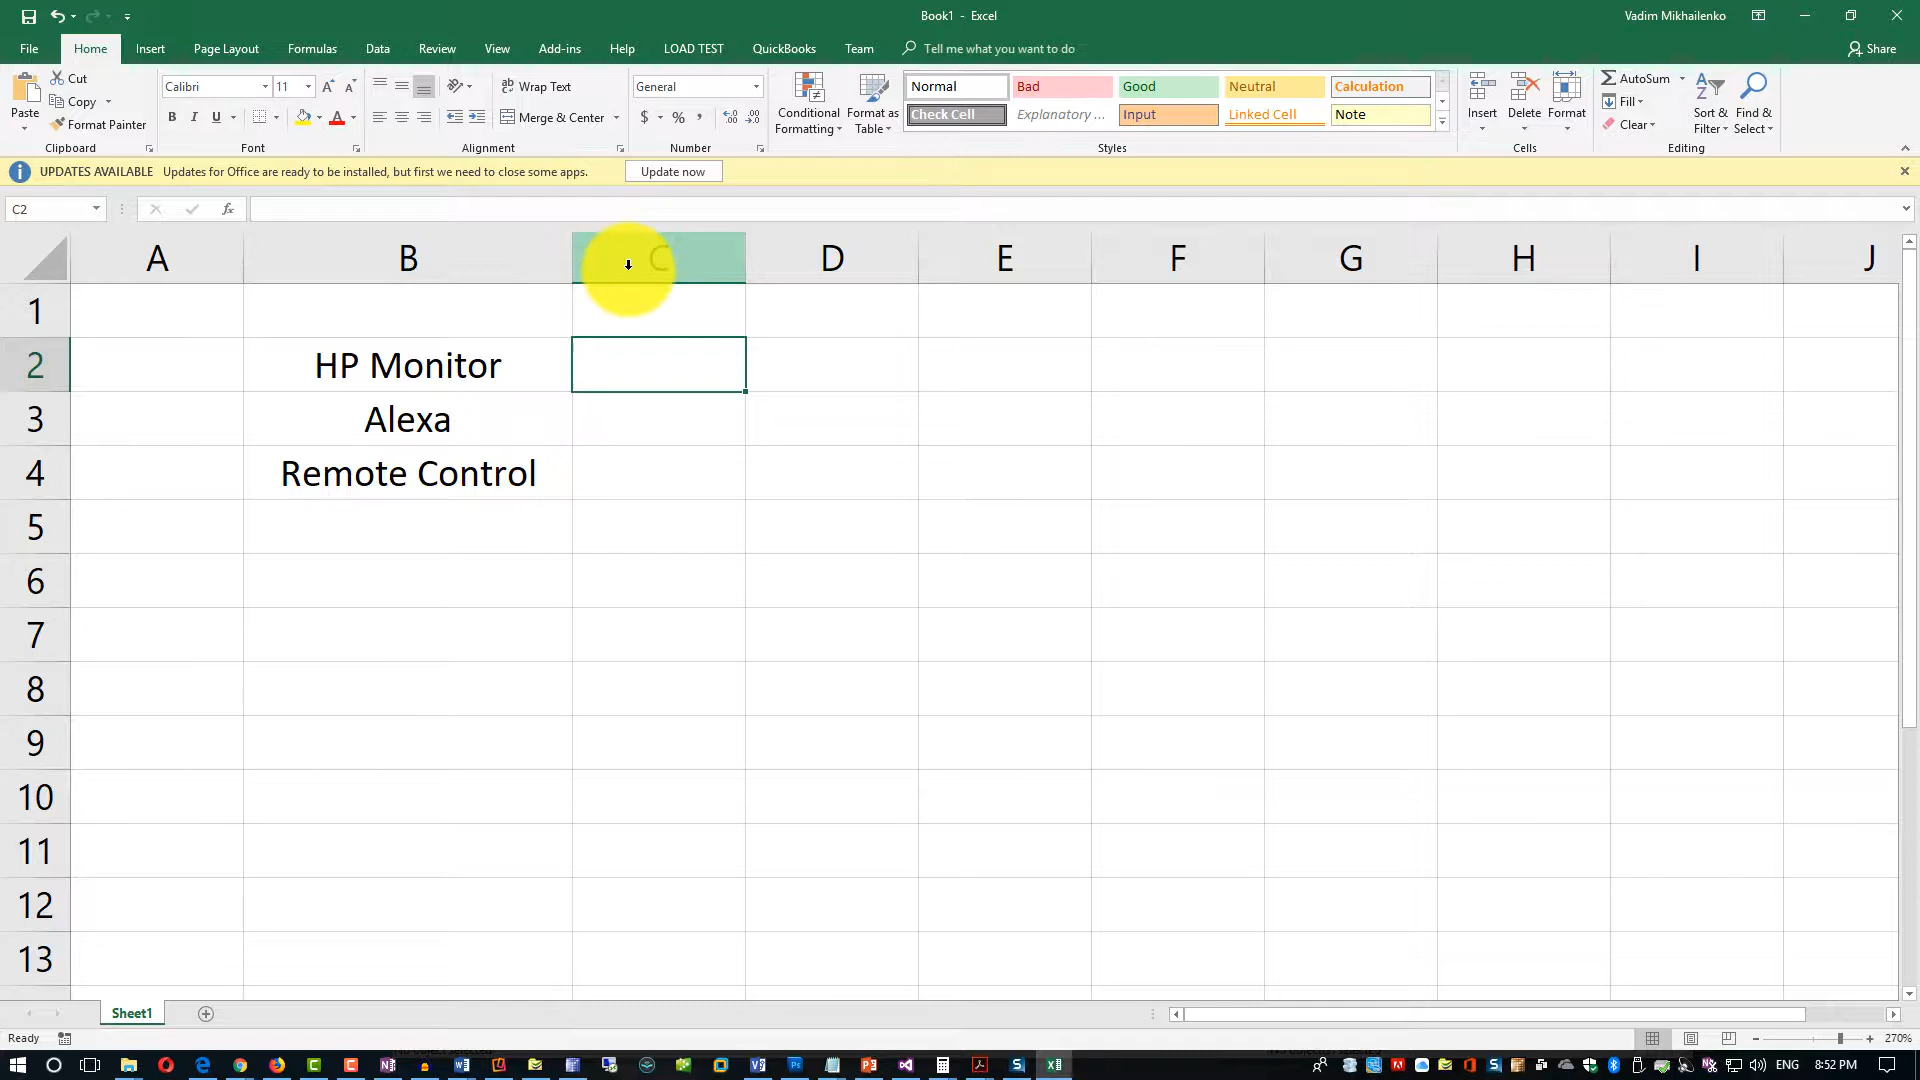 Book1 - Excel
Vadim Mikhailenko
File Home Insert Page Layout Formulas Data Review View Add-ins Help LOAD TEST QuickBooks Team Tell me what you want to do Share
Paste
Cut
Copy
Format Painter
Clipboard
Calibri 11
B I U
Font
Wrap Text
Merge & Center
Alignment
General
$ % ,
Number
Conditional Formatting
Format as Table
Normal Bad Good Neutral Calculation
Check Cell Explanatory ... Input Linked Cell Note
Styles
Insert Delete Format
Cells
AutoSum
Fill
Clear
Sort & Filter
Find & Select
Editing
UPDATES AVAILABLE Updates for Office are ready to be installed, but first we need to close some apps. Update now
C2 fx
A B C D E F G H I J
1
2 HP Monitor
3 Alexa
4 Remote Control
5
6
7
8
9
10
11
12
13
Sheet1
Ready 270%
ENG 8:52 PM